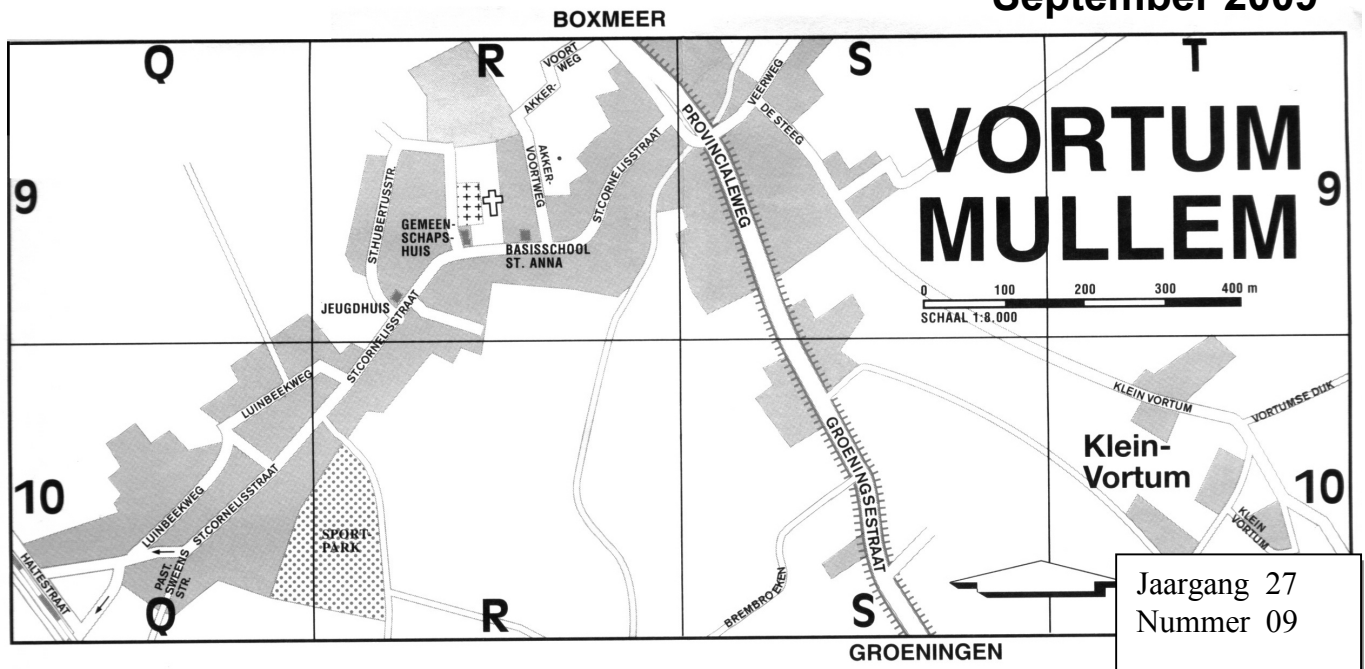 September 2009
BOXMEER
Q
R
S
T
VORTUM
MULLEM
0 100 200 300 400 m
SCHAAL 1:8.000
9
9
VOORT
WEG
AKKER-
WEG
AKKER-
VOORTWEG
ST.CORNELISSTRAAT
PROVINCIALEWEG
VEERWEG
DE STEEG
ST.HUBERTUSSTR.
GEMEEN-
SCHAPS-
HUIS
BASISSCHOOL
ST. ANNA
JEUGDHUIS
ST.CORNELISSTRAAT
LUINBEEKWEG
KLEIN VORTUM
VORTUMSE DIJK
Klein-
Vortum
10
10
LUINBEEKWEG
ST.CORNELISSTRAAT
GROENINGSESTRAAT
KLEIN
VORTUM
SPORT-
PARK
HALTESTRAAT
PAST.
SWEENS
STR.
BREMBROEKEN
Q
R
S
Jaargang 27
Nummer 09
GROENINGEN